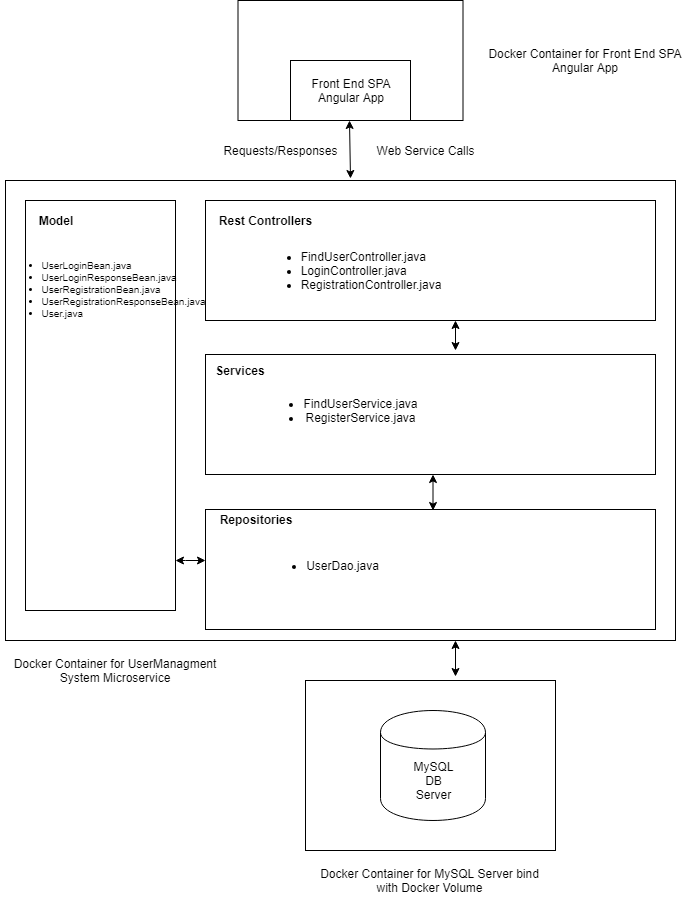 Docker Container for Front End SPA
Angular App
Front End SPA
Angular App
Requests/Responses
Web Service Calls
Model
UserLoginBean.java
UserLoginResponseBean.java
UserRegistrationBean.java
UserRegistrationResponseBean.java
User.java
Rest Controllers
FindUserController.java
LoginController.java
RegistrationController.java
Services
FindUserService.java
RegisterService.java
Repositories
UserDao.java
Docker Container for UserManagment
System Microservice
MySQL
DB
Server
Docker Container for MySQL Server bind
with Docker Volume